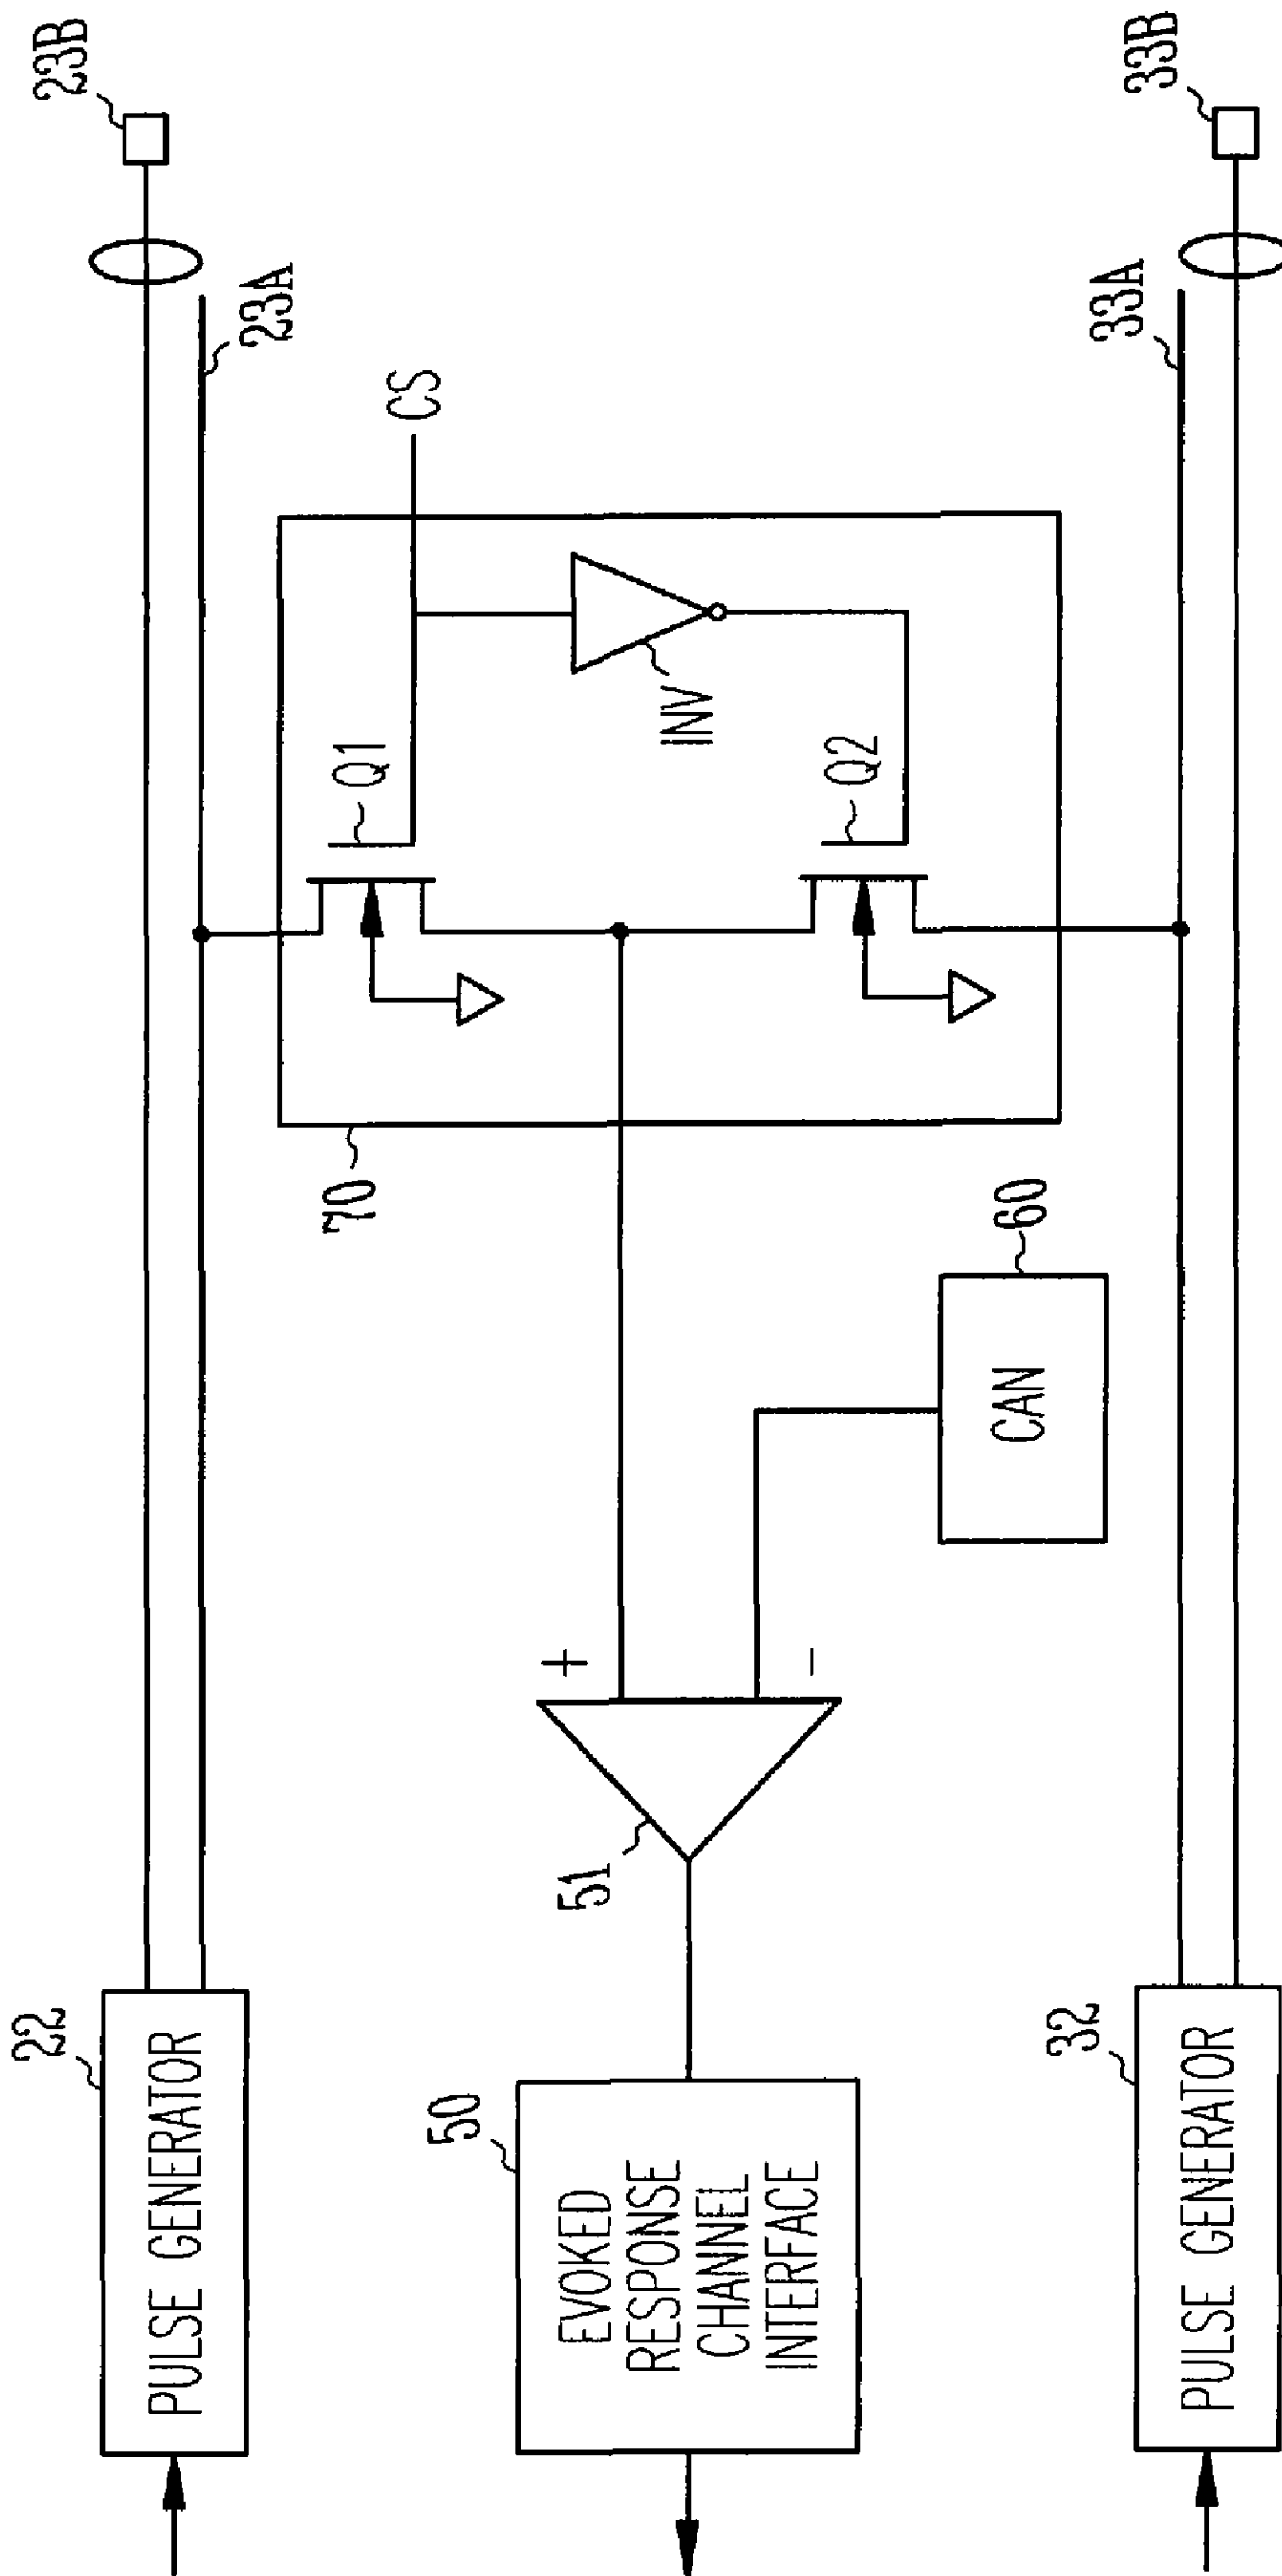 22
PULSE GENERATOR
23A
23B
CS
Q1
INV
Q2
70
CAN
60
+
-
51
50
EVOKED
RESPONSE
CHANNEL
INTERFACE
32
PULSE GENERATOR
33A
33B